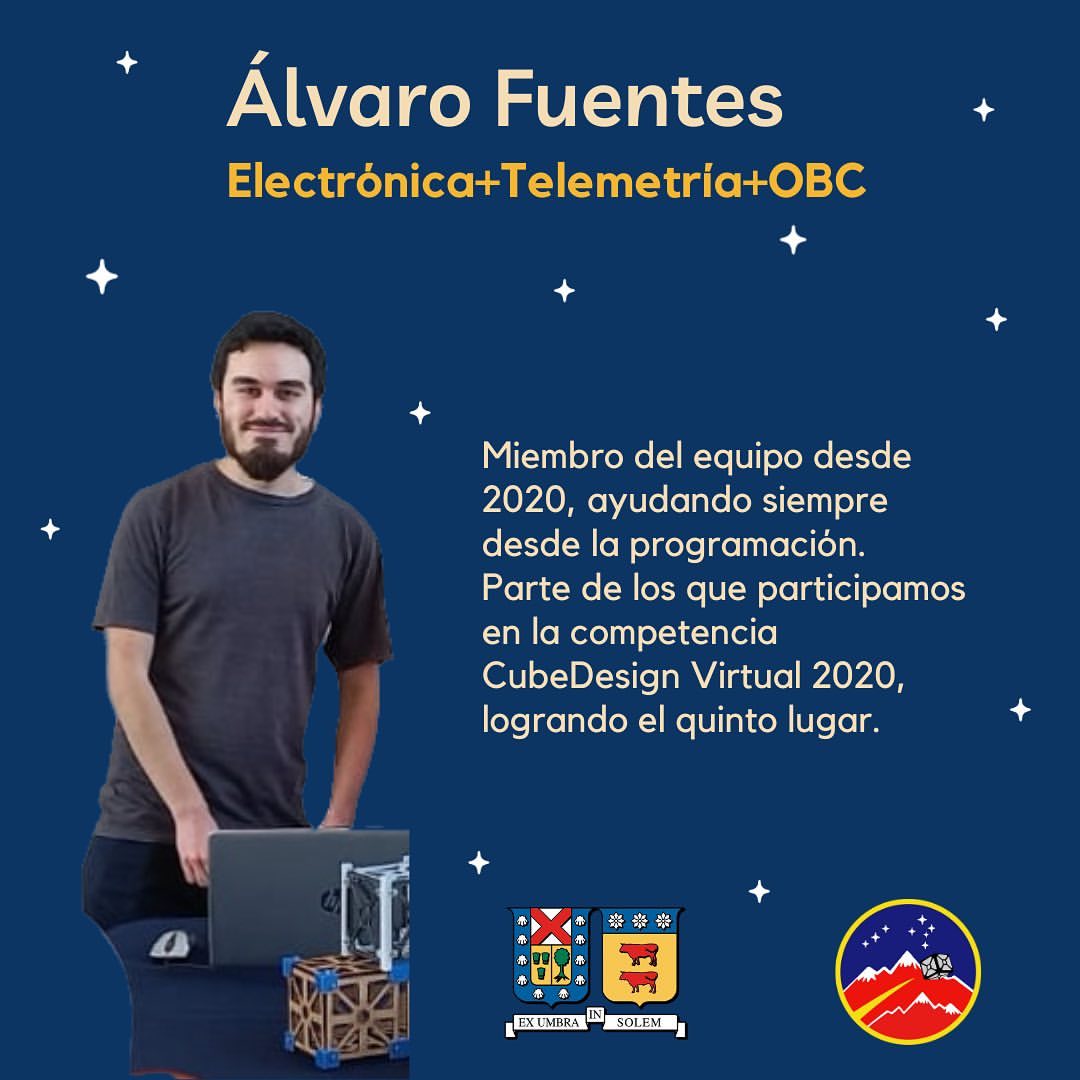 Álvaro Fuentes
Electrónica+Telemetría+OBC
Miembro del equipo desde
2020, ayudando siempre
desde la programación.
Parte de los que participamos
en la competencia
CubeDesign Virtual 2020,
logrando el quinto lugar.
hp
EX UMBRA IN SOLEM